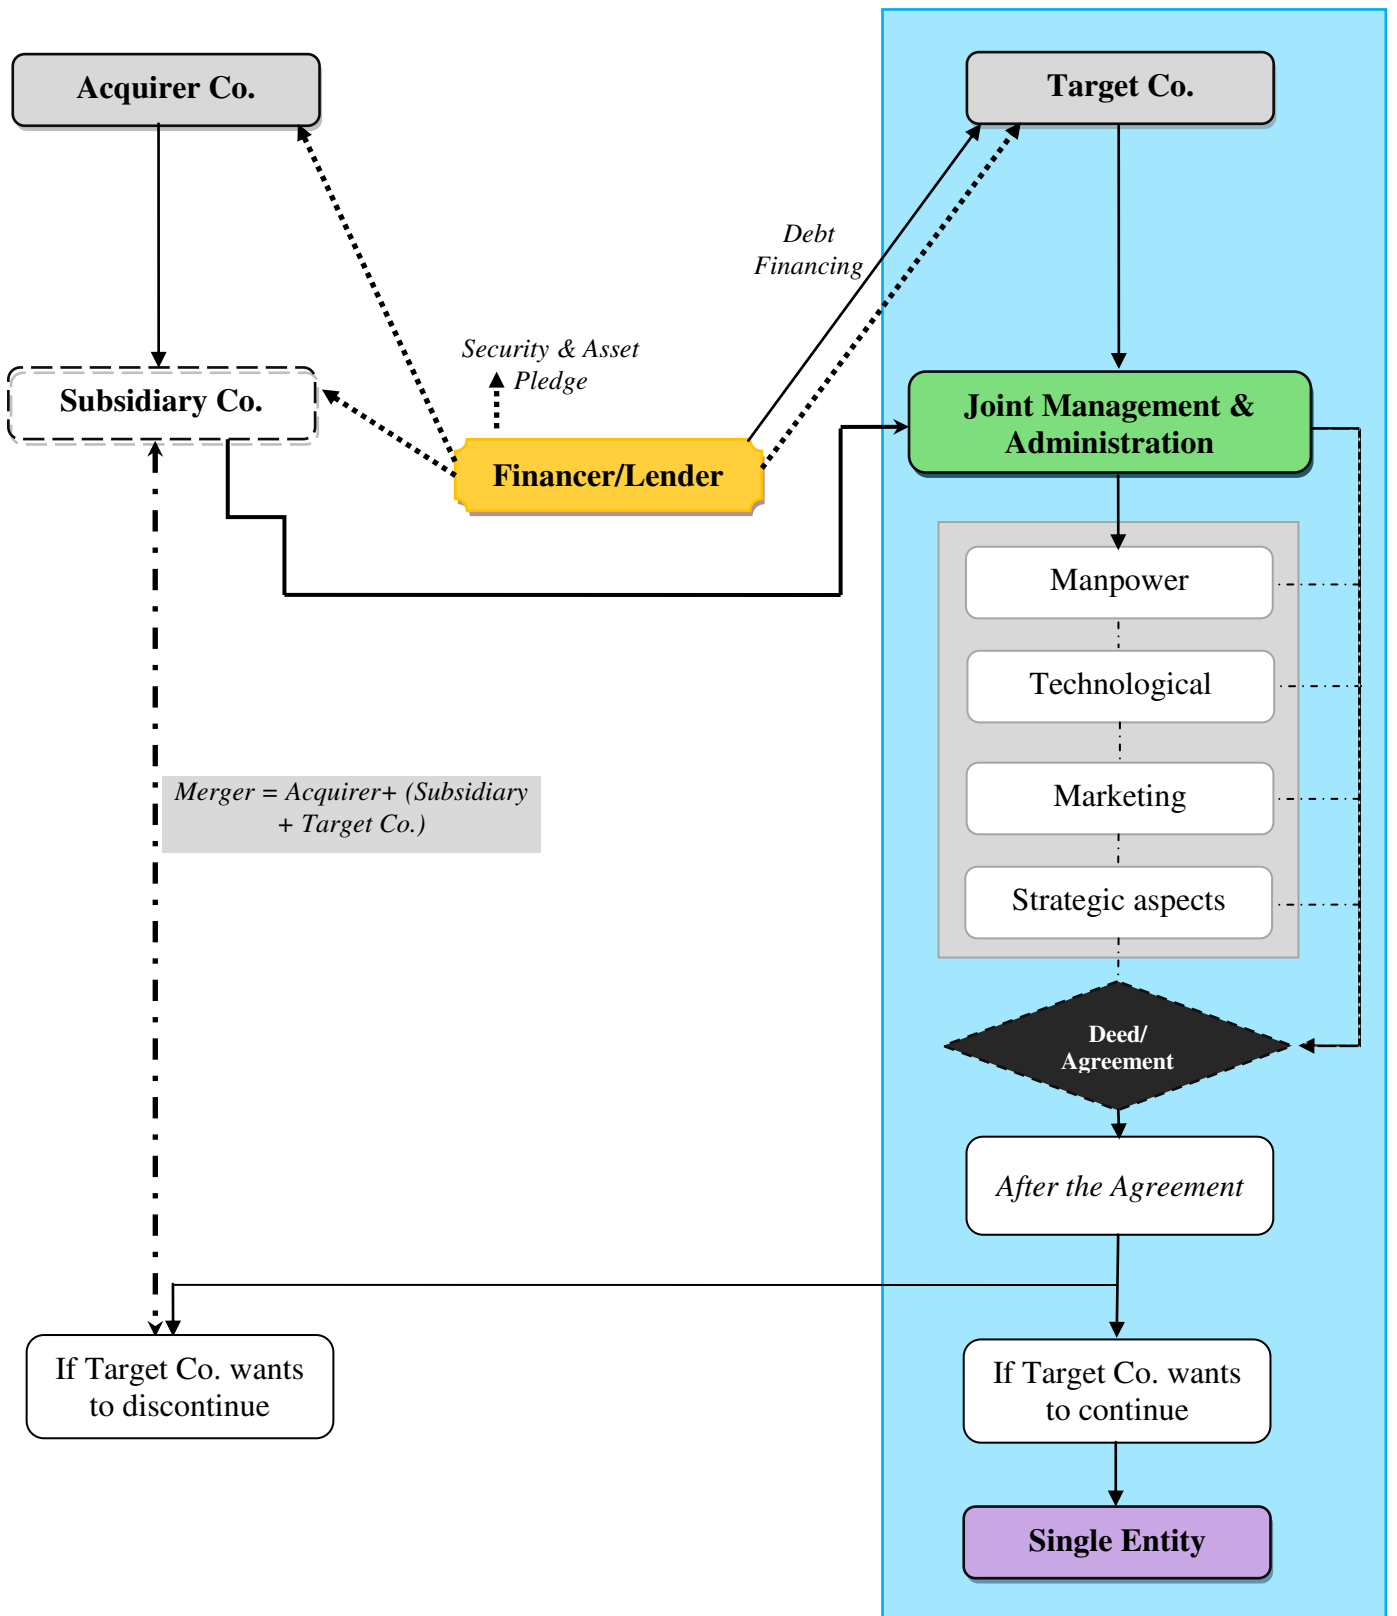 Acquirer Co.
Target Co.
Debt
Financing
Security & Asset
Pledge
Subsidiary Co.
Financer/Lender
Joint Management &
Administration
Manpower
Technological
Marketing
Strategic aspects
Merger = Acquirer+ (Subsidiary
+ Target Co.)
Deed/
Agreement
After the Agreement
If Target Co. wants
to discontinue
If Target Co. wants
to continue
Single Entity